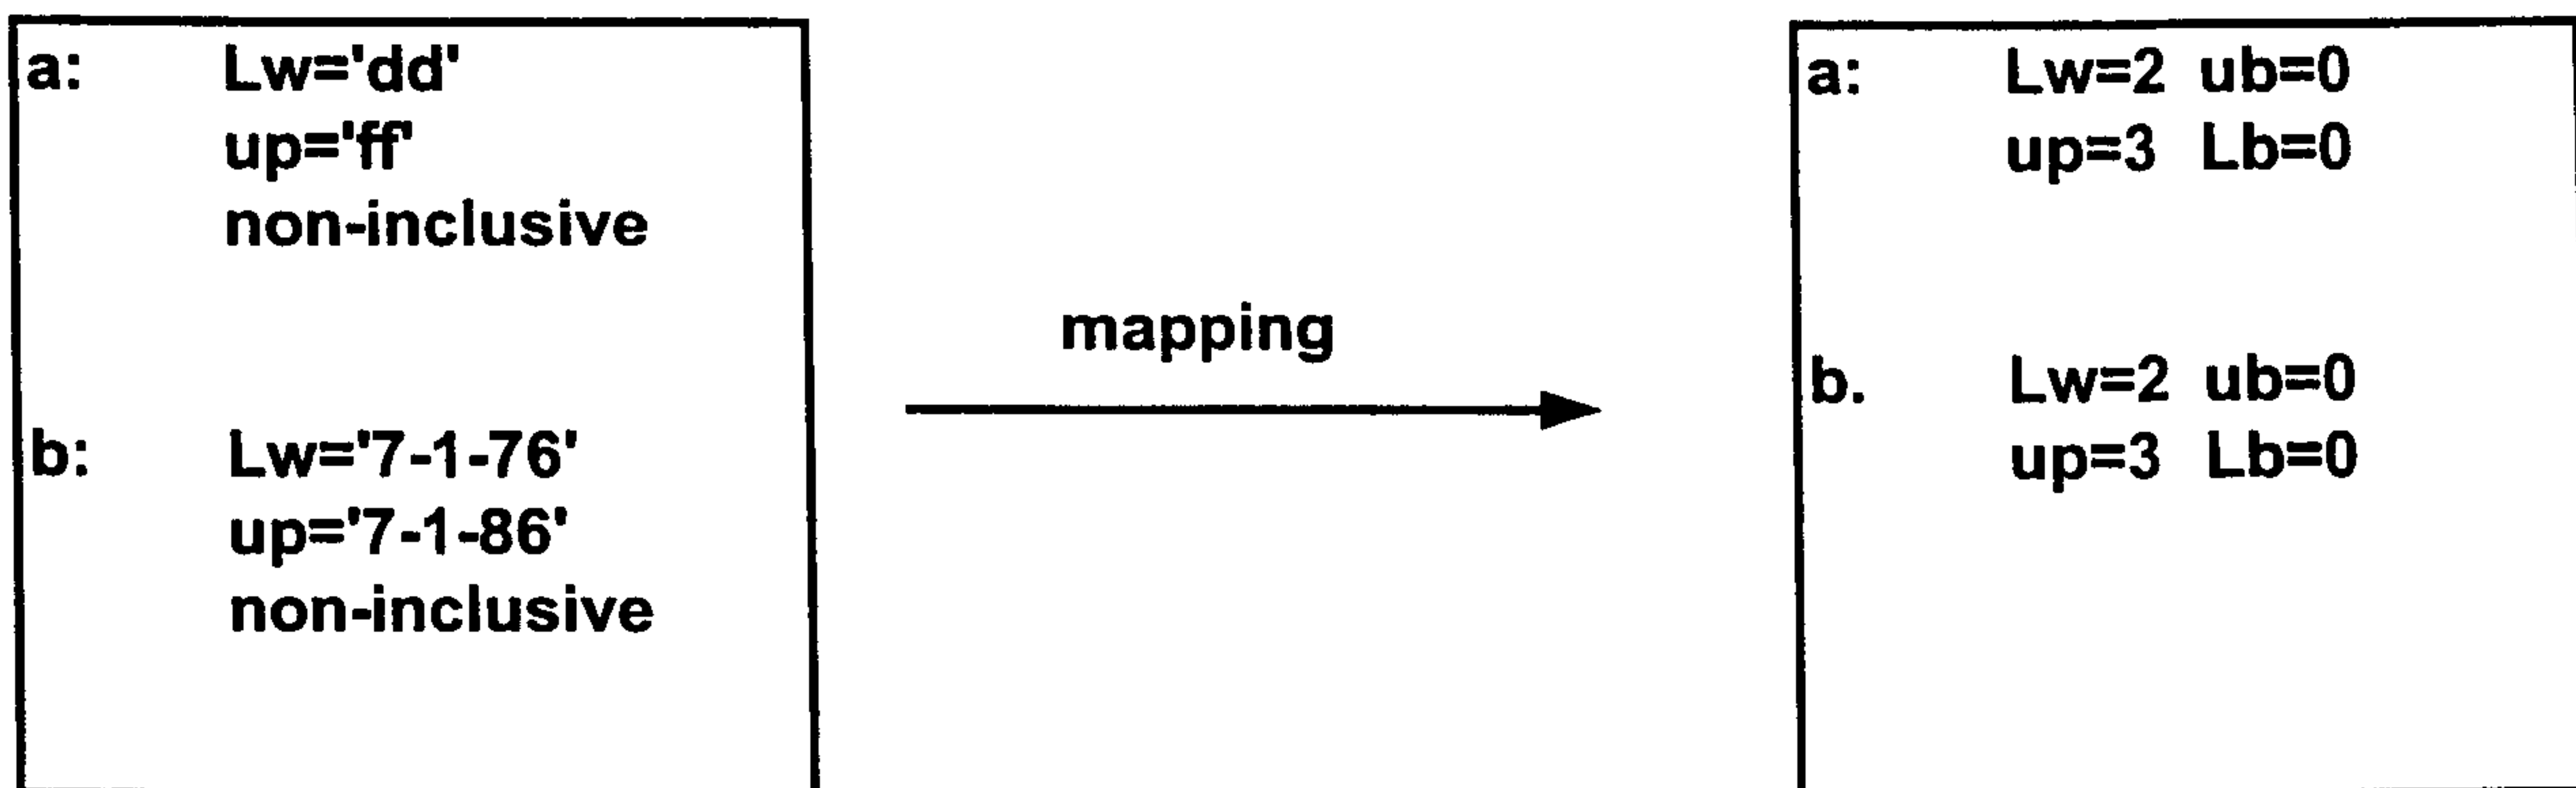 a: Lw='dd'
up='ff'
non-inclusive
b: Lw='7-1-76'
up='7-1-86'
non-inclusive
mapping
a: Lw=2 ub=0
up=3 Lb=0
b. Lw=2 ub=0
up=3 Lb=0